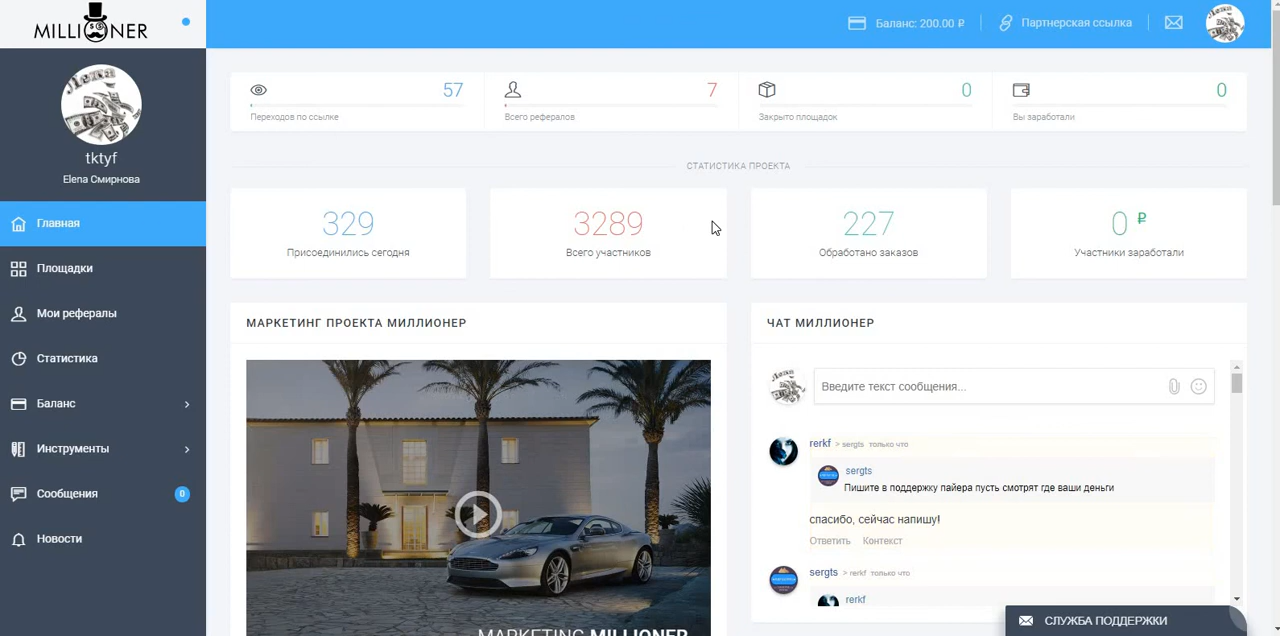 MILLIONER
Баланс: 200.00 ₽
Партнерская ссылка
Jlena
tktyf
Elena Смирнова
Главная
Площадки
Мои рефералы
Статистика
Баланс
Инструменты
Сообщения
0
Новости
57
Переходов по ссылке
7
Всего рефералов
0
Закрыто площадок
0
Вы заработали
СТАТИСТИКА ПРОЕКТА
329
Присоединились сегодня
3289
Всего участников
227
Обработано заказов
0 ₽
Участники заработали
МАРКЕТИНГ ПРОЕКТА МИЛЛИОНЕР
MARKETING MILLIONER
ЧАТ МИЛЛИОНЕР
Введите текст сообщения...
rerkf > sergts только что
sergts
Пишите в поддержку пайера пусть смотрят где ваши деньги
спасибо, сейчас напишу!
Ответить Контекст
sergts > rerkf только что
rerkf
СЛУЖБА ПОДДЕРЖКИ